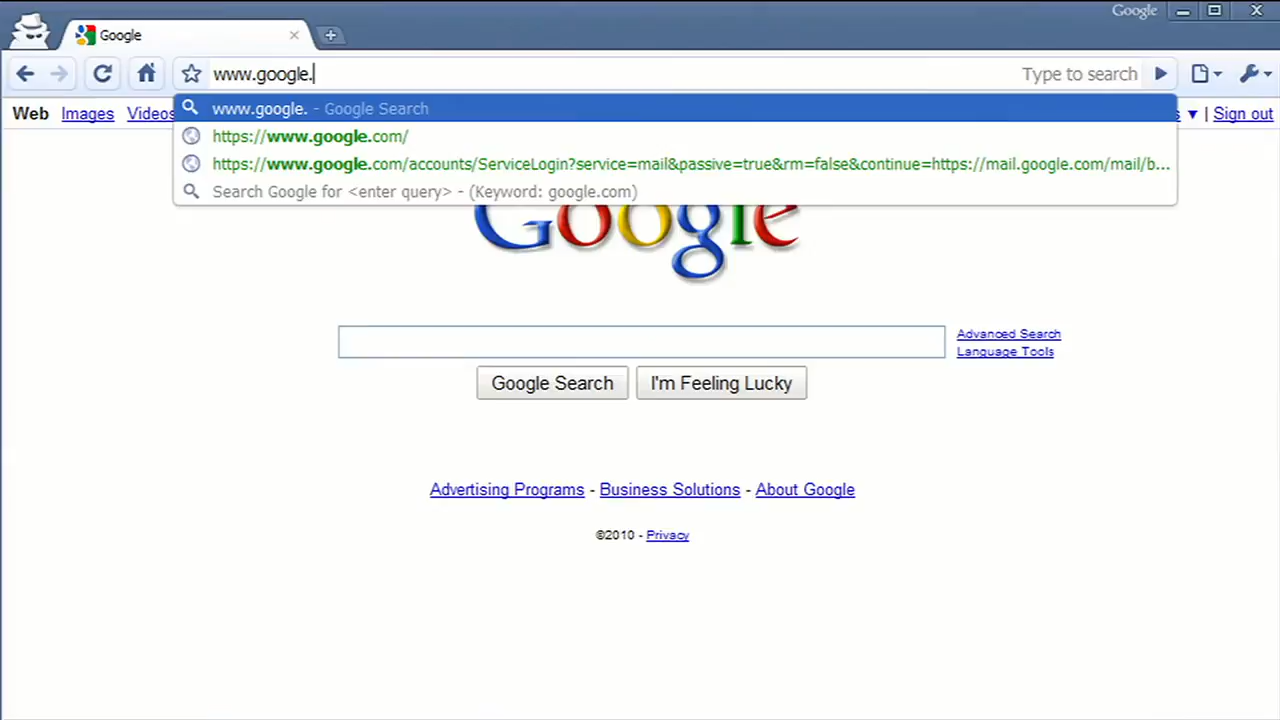 Google
Google
www.google. Type to search
www.google. - Google Search
https://www.google.com/
https://www.google.com/accounts/ServiceLogin?service=mail&passive=true&rm=false&continue=https://mail.google.com/mail/b...
Search Google for <enter query> - (Keyword: google.com)
Web Images Videos | Sign out
Google
Advanced Search
Language Tools
Google Search I'm Feeling Lucky
Advertising Programs - Business Solutions - About Google
©2010 - Privacy